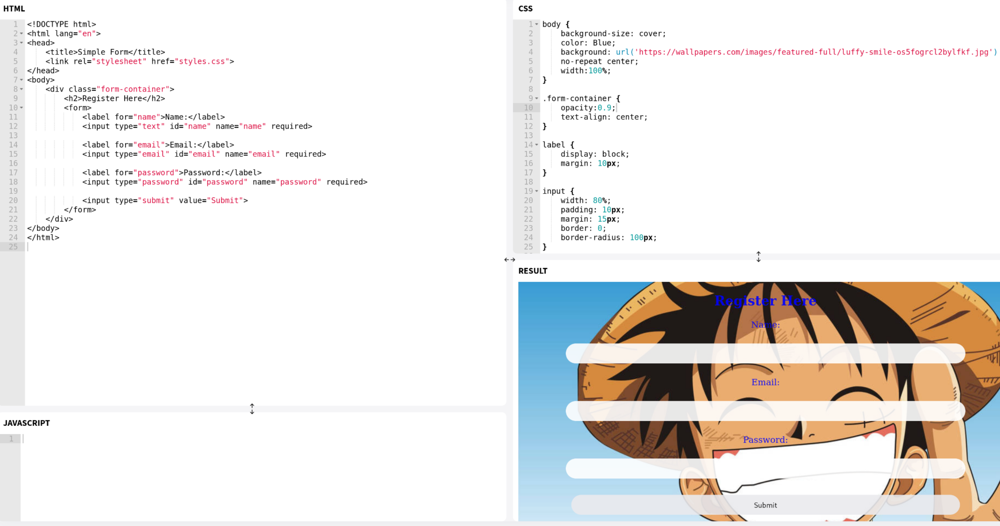 HTML
1 <!DOCTYPE html>
2 <html lang="en">
3 <head>
4     <title>Simple Form</title>
5     <link rel="stylesheet" href="styles.css">
6 </head>
7 <body>
8     <div class="form-container">
9         <h2>Register Here</h2>
10         <form>
11             <label for="name">Name:</label>
12             <input type="text" id="name" name="name" required>
13
14             <label for="email">Email:</label>
15             <input type="email" id="email" name="email" required>
16
17             <label for="password">Password:</label>
18             <input type="password" id="password" name="password" required>
19
20             <input type="submit" value="Submit">
21         </form>
22     </div>
23 </body>
24 </html>
25
JAVASCRIPT
1
CSS
1 body {
2     background-size: cover;
3     color: Blue;
4     background: url('https://wallpapers.com/images/featured-full/luffy-smile-os5fogrcl2bylfkf.jpg')
5     no-repeat center;
6     width:100%;
7 }
8
9 .form-container {
10     opacity:0.9;
11     text-align: center;
12 }
13
14 label {
15     display: block;
16     margin: 10px;
17 }
18
19 input {
20     width: 80%;
21     padding: 10px;
22     margin: 15px;
23     border: 0;
24     border-radius: 100px;
25 }
RESULT
Register Here
Name:
Email:
Password:
Submit